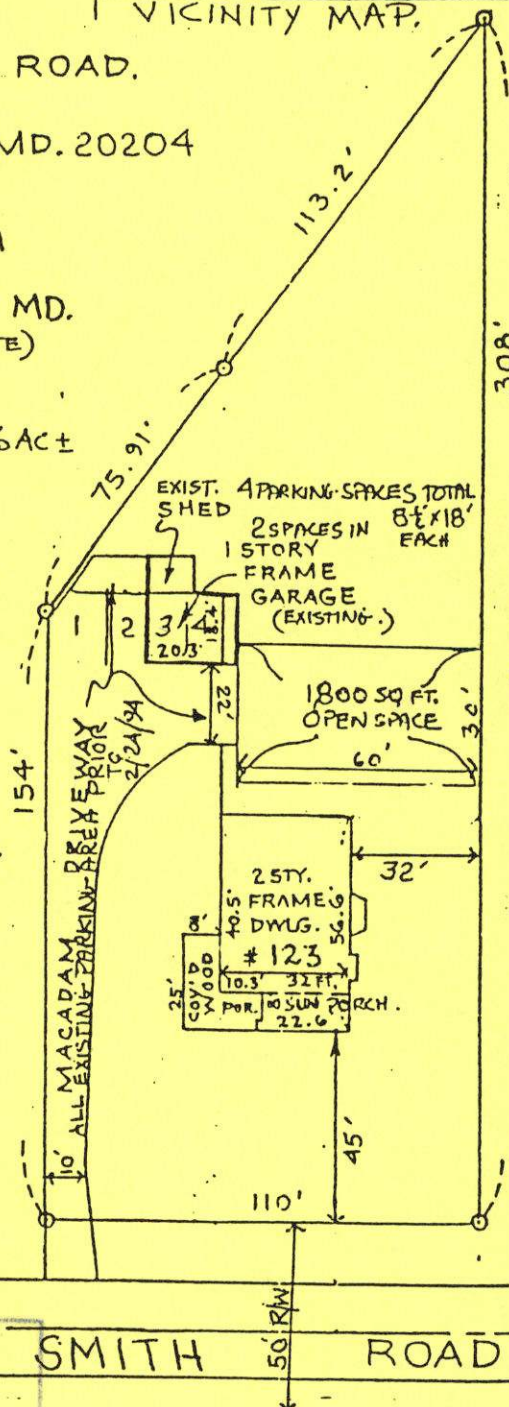 VICINITY MAP.
ROAD.
MD. 20204
MD.
AC ±
113.2'
308'
75.91'
EXIST.
SHED
4 PARKING SPACES TOTAL
8½' x 18'
EACH
2 SPACES IN
1 STORY
FRAME
GARAGE
(EXISTING.)
1 2 3 4
20.3'
18.4'
22'
1800 SQ FT.
OPEN SPACE
30'
60'
154'
MACADAM DRIVEWAY
ALL EXISTING PARKING AREA PRIOR
TO
2/24/94
32'
2 STY.
FRAME
DWLG.
# 123
40.5'
56.6'
8'
25'
COV'D
WOOD
POR.
10.3'
32 FT.
8
SUN PORCH.
22.6
45'
10'
110'
50' R/W
SMITH ROAD